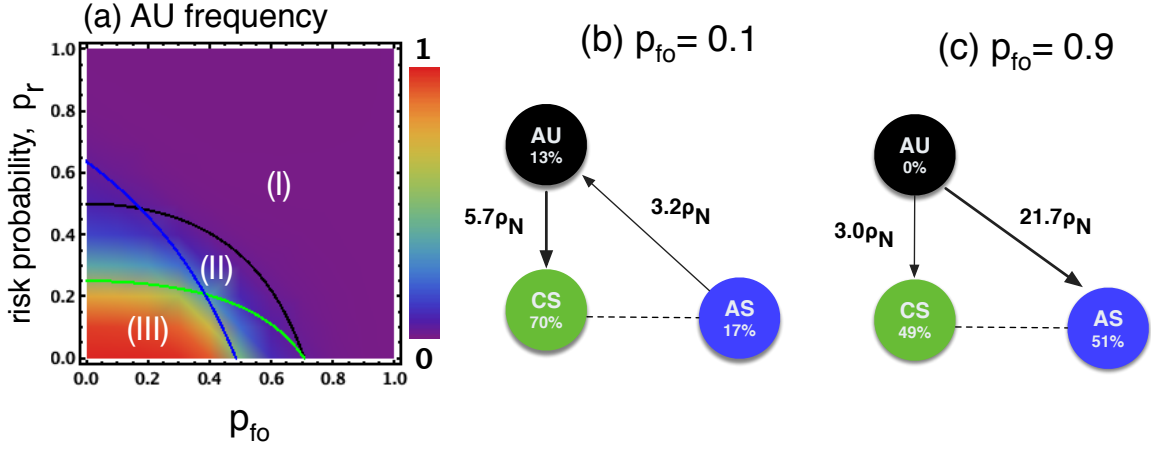 (a) AU frequency
risk probability, p_r
1.0
0.8
0.6
0.4
0.2
0.0
0.0 0.2 0.4 0.6 0.8 1.0
p_fo
(I)
(II)
(III)
1
0
(b) p_fo= 0.1
AU
13%
5.7ρ_N
3.2ρ_N
CS
70%
AS
17%
(c) p_fo= 0.9
AU
0%
3.0ρ_N
21.7ρ_N
CS
49%
AS
51%